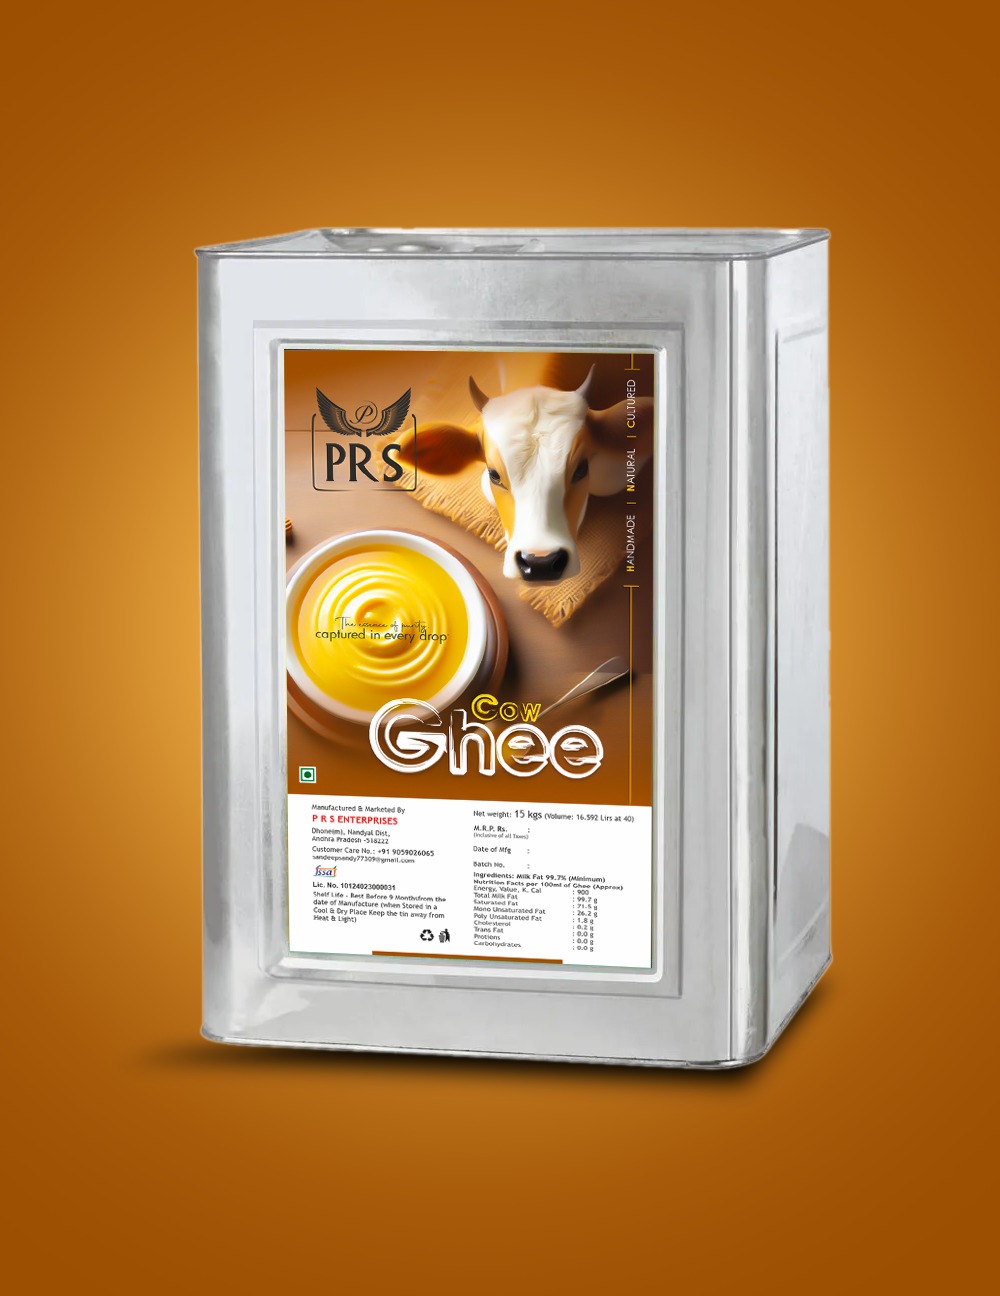 P
PRS
HANDMADE | NATURAL | CULTURED
The essence of purity
captured in every drop
Cow
Ghee
Manufactured & Marketed By
P R S ENTERPRISES
Dhone(m), Nandyal Dist,
Andhra Pradesh -518222
Customer Care No.: +91 9059026065
sandeepsandy77309@gmail.com
fssai
Lic. No. 10124023000031
Shalf Life - Best Before 9 Monthsfrom the
date of Manufacture (when Stored in a
Cool & Dry Place Keep the tin away from
Heat & Light)
Net weight: 15 kgs (Volume: 16.592 Lirs at 40)
M.R.P, Rs. :
(Inclusive of all Taxes)
Date of Mfg :
Batch No. :
Ingredients: Milk Fat 99.7% (Minimum)
Nutrition Facts per 100ml of Ghee (Approx)
Energy, Value, K. Cal : 900
Total Milk Fat : 99.7 g
Saturated Fat : 71.5 g
Mono Unsaturated Fat : 26.2 g
Poly Unsaturated Fat : 1.8 g
Cholesterol : 0.2 g
Trans Fat : 0.0 g
Protiens : 0.0 g
Carbohydrates : 0.0 g